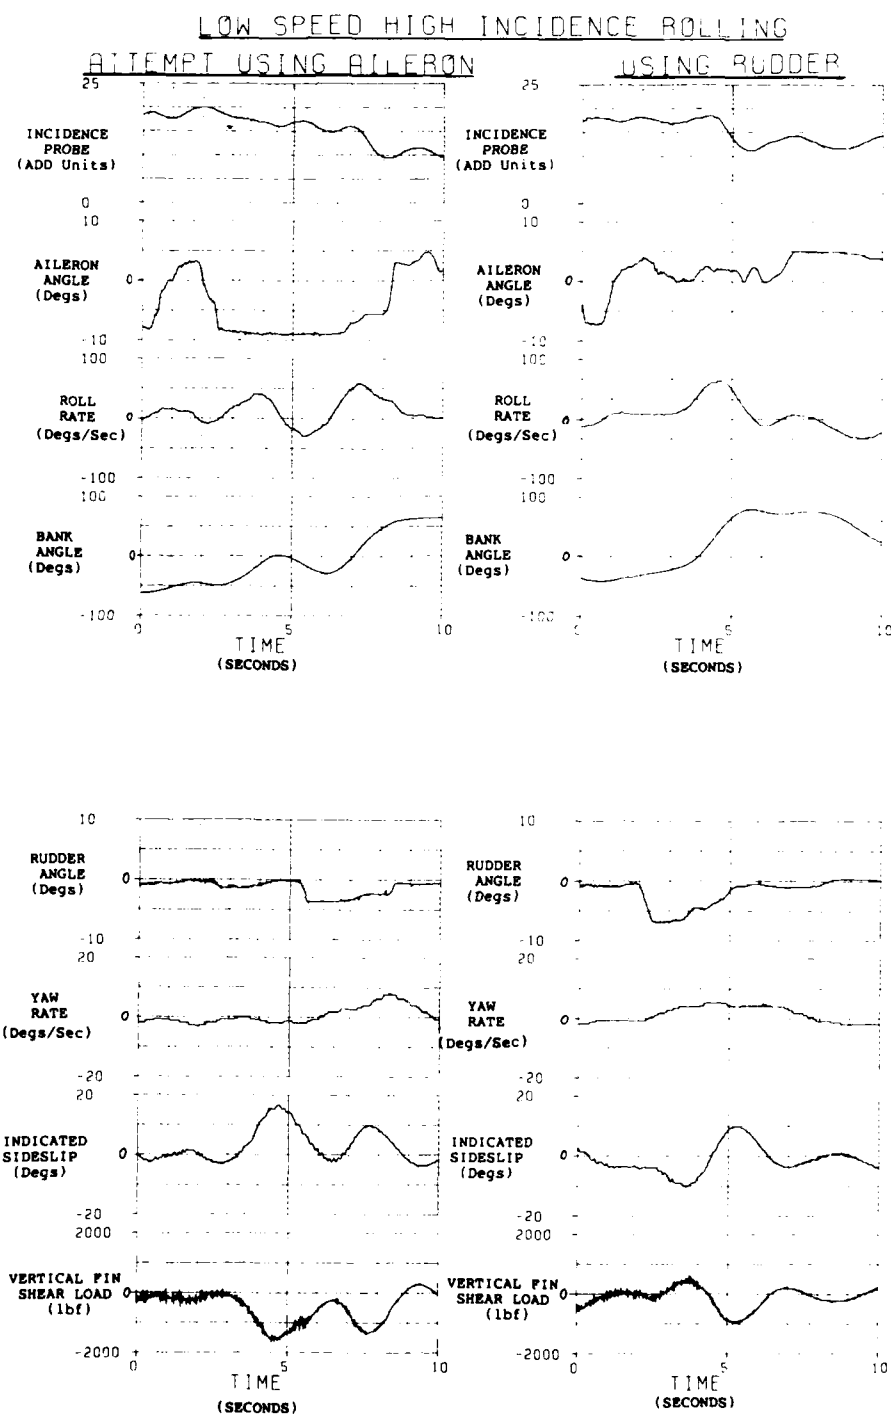 LOW SPEED HIGH INCIDENCE ROLLING
ATTEMPT USING AILERON
USING RUDDER
25
INCIDENCE
PROBE
(ADD Units)
0
10
AILERON
ANGLE
(Degs)
0
-10
100
ROLL
RATE
(Degs/Sec)
0
-100
100
BANK
ANGLE
(Degs)
0
-100
0 5 10
TIME
(SECONDS)
25
INCIDENCE
PROBE
(ADD Units)
0
10
AILERON
ANGLE
(Degs)
0
-10
100
ROLL
RATE
(Degs/Sec)
0
-100
100
BANK
ANGLE
(Degs)
0
-100
0 5 10
TIME
(SECONDS)
10
RUDDER
ANGLE
(Degs)
0
-10
20
YAW
RATE
(Degs/Sec)
0
-20
20
INDICATED
SIDESLIP
(Degs)
0
-20
2000
VERTICAL FIN
SHEAR LOAD
(lbf)
0
-2000
0 5 10
TIME
(SECONDS)
10
RUDDER
ANGLE
(Degs)
0
-10
20
YAW
RATE
(Degs/Sec)
0
-20
20
INDICATED
SIDESLIP
(Degs)
0
-20
2000
VERTICAL FIN
SHEAR LOAD
(lbf)
0
-2000
0 5 10
TIME
(SECONDS)